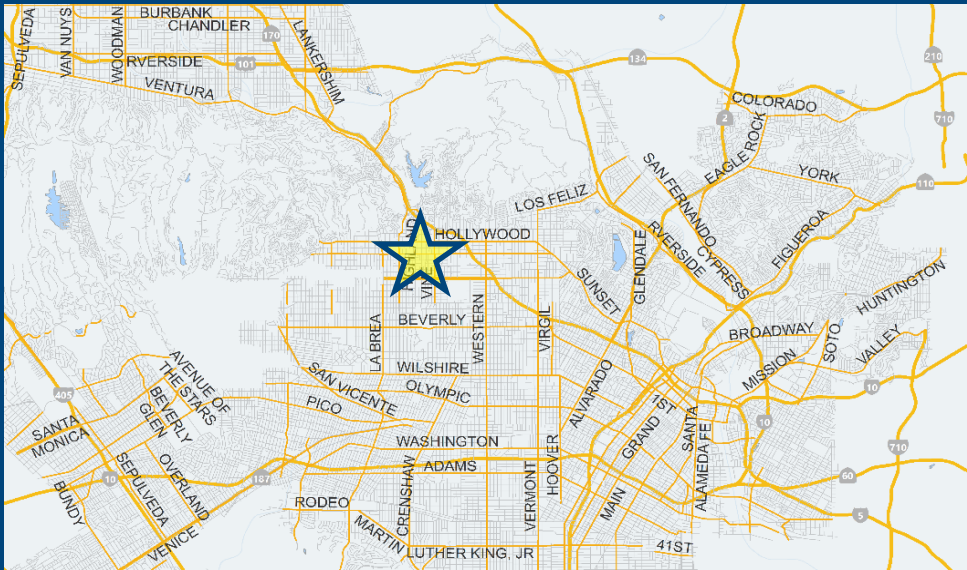 BURBANK
CHANDLER
SEPULVEDA
VAN NUYS
WOODMAN
LANKERSHIM
170
101
RVERSIDE
VENTURA
134
210
710
2
COLORADO
EAGLE ROCK
YORK
110
SAN FERNANDO
LOS FELIZ
FIGUEROA
HOLLYWOOD
VINE
RVERSIDE
CYPRESS
GLENDALE
SUNSET
HUNTINGTON
BEVERLY
LA BREA
WESTERN
VIRGIL
BROADWAY
SOTO
VALLEY
MISSION
WILSHIRE
OLYMPIC
SAN VICENTE
PICO
ALVARADO
AVENUE OF
THE STARS
BEVERLY
GLEN
405
10
SANTA
MONICA
1ST
GRAND
SANTA
FE
ALAMEDA
10
710
WASHINGTON
ADAMS
HOOVER
VERMONT
CRENSHAW
SEPULVEDA
OVERLAND
BUNDY
10
187
60
5
VENICE
RODEO
MAIN
MARTIN
LUTHER KING, JR
41ST